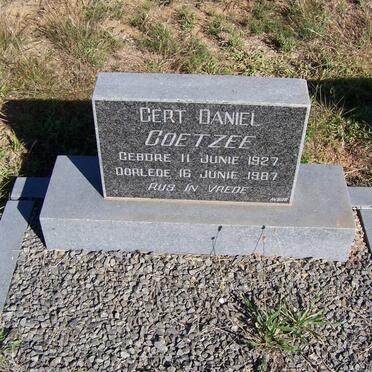 GERT DANIEL
COETZEE
GEBORE 11 JUNIE 1927
OORLEDE 16 JUNIE 1987
RUS IN VREDE